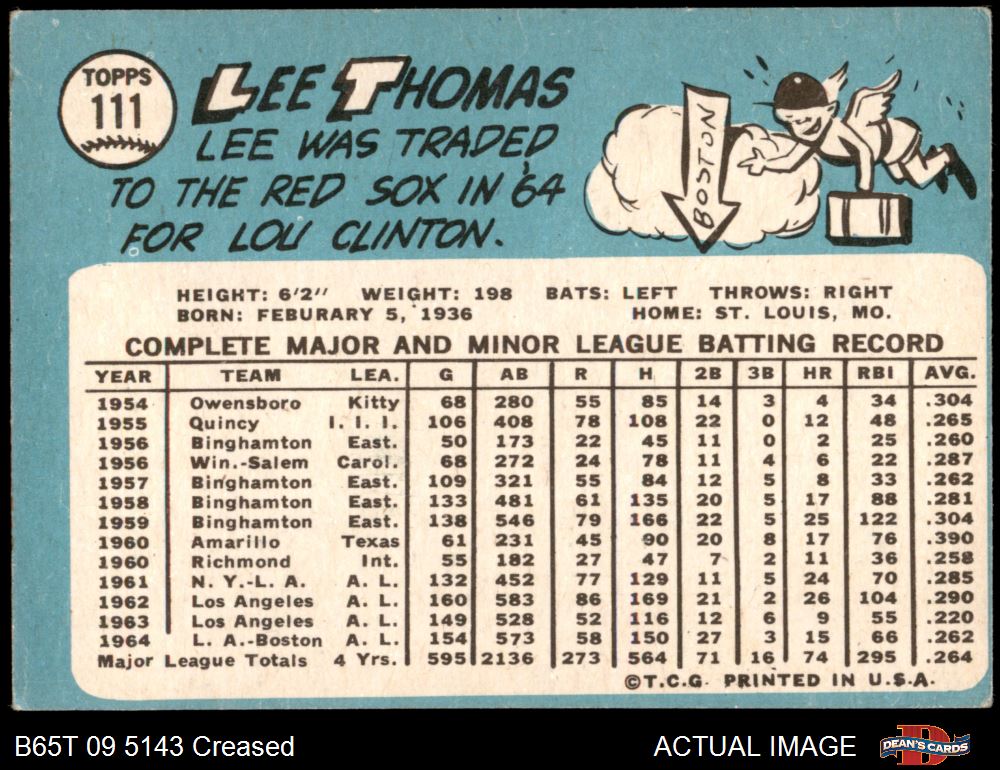 TOPPS
111
LEE THOMAS
LEE WAS TRADED
TO THE RED SOX IN '64
FOR LOU CLINTON.
BOSTON
HEIGHT: 6'2" WEIGHT: 198 BATS: LEFT THROWS: RIGHT
BORN: FEBURARY 5, 1936 HOME: ST. LOUIS, MO.
COMPLETE MAJOR AND MINOR LEAGUE BATTING RECORD
YEAR TEAM LEA. G AB R H 2B 3B HR RBI AVG.
1954 Owensboro Kitty 68 280 55 85 14 3 4 34 .304
1955 Quincy I. I. I. 106 408 78 108 22 0 12 48 .265
1956 Binghamton East. 50 173 22 45 11 0 2 25 .260
1956 Win.-Salem Carol. 68 272 24 78 11 4 6 22 .287
1957 Binghamton East. 109 321 55 84 12 5 8 33 .262
1958 Binghamton East. 133 481 61 135 20 5 17 88 .281
1959 Binghamton East. 138 546 79 166 22 5 25 122 .304
1960 Amarillo Texas 61 231 45 90 20 8 17 76 .390
1960 Richmond Int. 55 182 27 47 7 2 11 36 .258
1961 N. Y.-L. A. A. L. 132 452 77 129 11 5 24 70 .285
1962 Los Angeles A. L. 160 583 86 169 21 2 26 104 .290
1963 Los Angeles A. L. 149 528 52 116 12 6 9 55 .220
1964 L. A.-Boston A. L. 154 573 58 150 27 3 15 66 .262
Major League Totals 4 Yrs. 595 2136 273 564 71 16 74 295 .264
©T.C.G. PRINTED IN U.S.A.
B65T 09 5143 Creased
ACTUAL IMAGE
D
DEAN'S CARDS